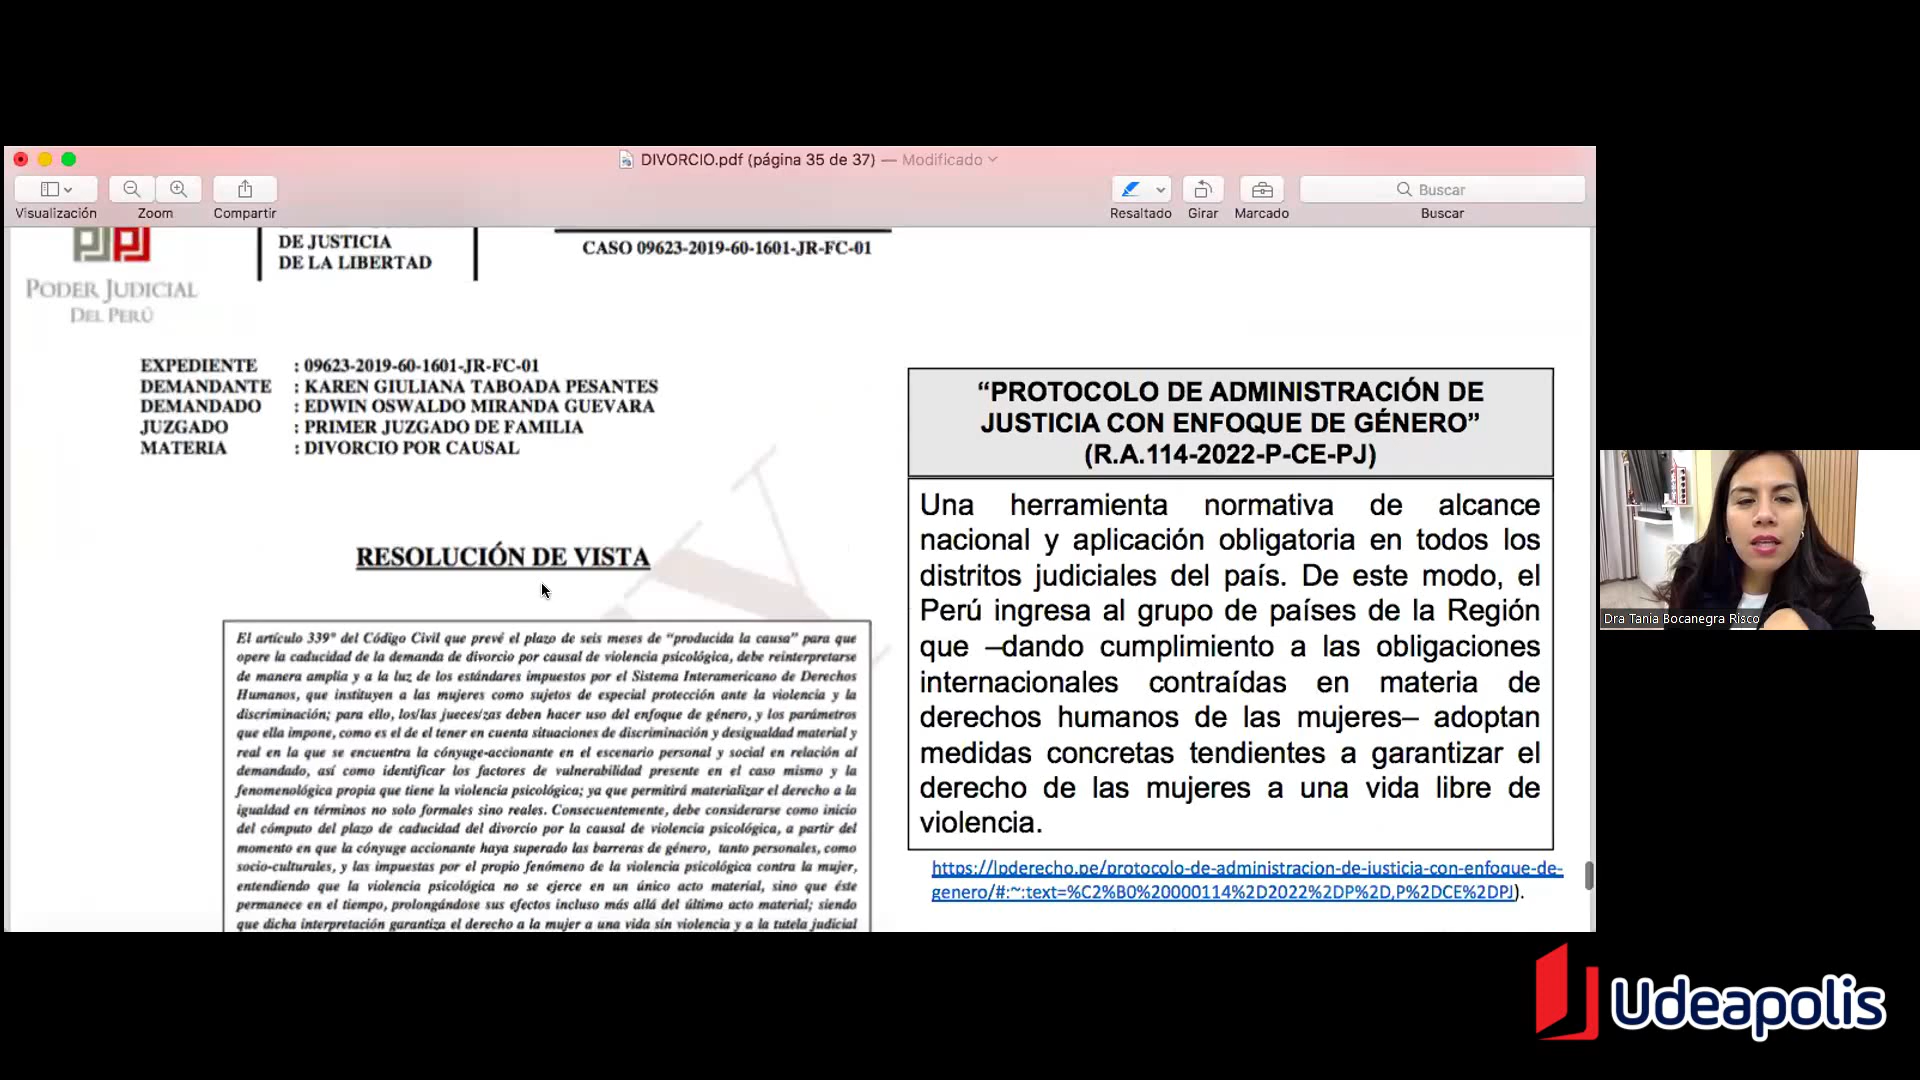 DIVORCIO.pdf (página 35 de 37) — Modificado
Visualización
Zoom
Compartir
Resaltado
Girar
Marcado
Buscar
Buscar
DE JUSTICIA
DE LA LIBERTAD
CASO 09623-2019-60-1601-JR-FC-01
PODER JUDICIAL
DEL PERÚ
EXPEDIENTE : 09623-2019-60-1601-JR-FC-01
DEMANDANTE : KAREN GIULIANA TABOADA PESANTES
DEMANDADO : EDWIN OSWALDO MIRANDA GUEVARA
JUZGADO : PRIMER JUZGADO DE FAMILIA
MATERIA : DIVORCIO POR CAUSAL
RESOLUCIÓN DE VISTA
El artículo 339° del Código Civil que prevé el plazo de seis meses de “producida la causa” para que
opere la caducidad de la demanda de divorcio por causal de violencia psicológica, debe reinterpretarse
de manera amplia y a la luz de los estándares impuestos por el Sistema Interamericano de Derechos
Humanos, que instituyen a las mujeres como sujetos de especial protección ante la violencia y la
discriminación; para ello, los/las jueces/zas deben hacer uso del enfoque de género, y los parámetros
que ella impone, como es el de el tener en cuenta situaciones de discriminación y desigualdad material y
real en la que se encuentra la cónyuge-accionante en el escenario personal y social en relación al
demandado, así como identificar los factores de vulnerabilidad presente en el caso mismo y la
fenomenológica propia que tiene la violencia psicológica; ya que permitirá materializar el derecho a la
igualdad en términos no solo formales sino reales. Consecuentemente, debe considerarse como inicio
del cómputo del plazo de caducidad del divorcio por la causal de violencia psicológica, a partir del
momento en que la cónyuge accionante haya superado las barreras de género, tanto personales, como
socio-culturales, y las impuestas por el propio fenómeno de la violencia psicológica contra la mujer,
entendiendo que la violencia psicológica no se ejerce en un único acto material, sino que éste
permanece en el tiempo, prolongándose sus efectos incluso más allá del último acto material; siendo
que dicha interpretación garantiza el derecho a la mujer a una vida sin violencia y a la tutela judicial
“PROTOCOLO DE ADMINISTRACIÓN DE
JUSTICIA CON ENFOQUE DE GÉNERO”
(R.A.114-2022-P-CE-PJ)
Una herramienta normativa de alcance
nacional y aplicación obligatoria en todos los
distritos judiciales del país. De este modo, el
Perú ingresa al grupo de países de la Región
que –dando cumplimiento a las obligaciones
internacionales contraídas en materia de
derechos humanos de las mujeres– adoptan
medidas concretas tendientes a garantizar el
derecho de las mujeres a una vida libre de
violencia.
https://lpderecho.pe/protocolo-de-administracion-de-justicia-con-enfoque-de-
genero/#:~:text=%C2%B0%20000114%2D2022%2DP%2D,P%2DCE%2DPJ).
Dra Tania Bocanegra Risco
Udeapolis